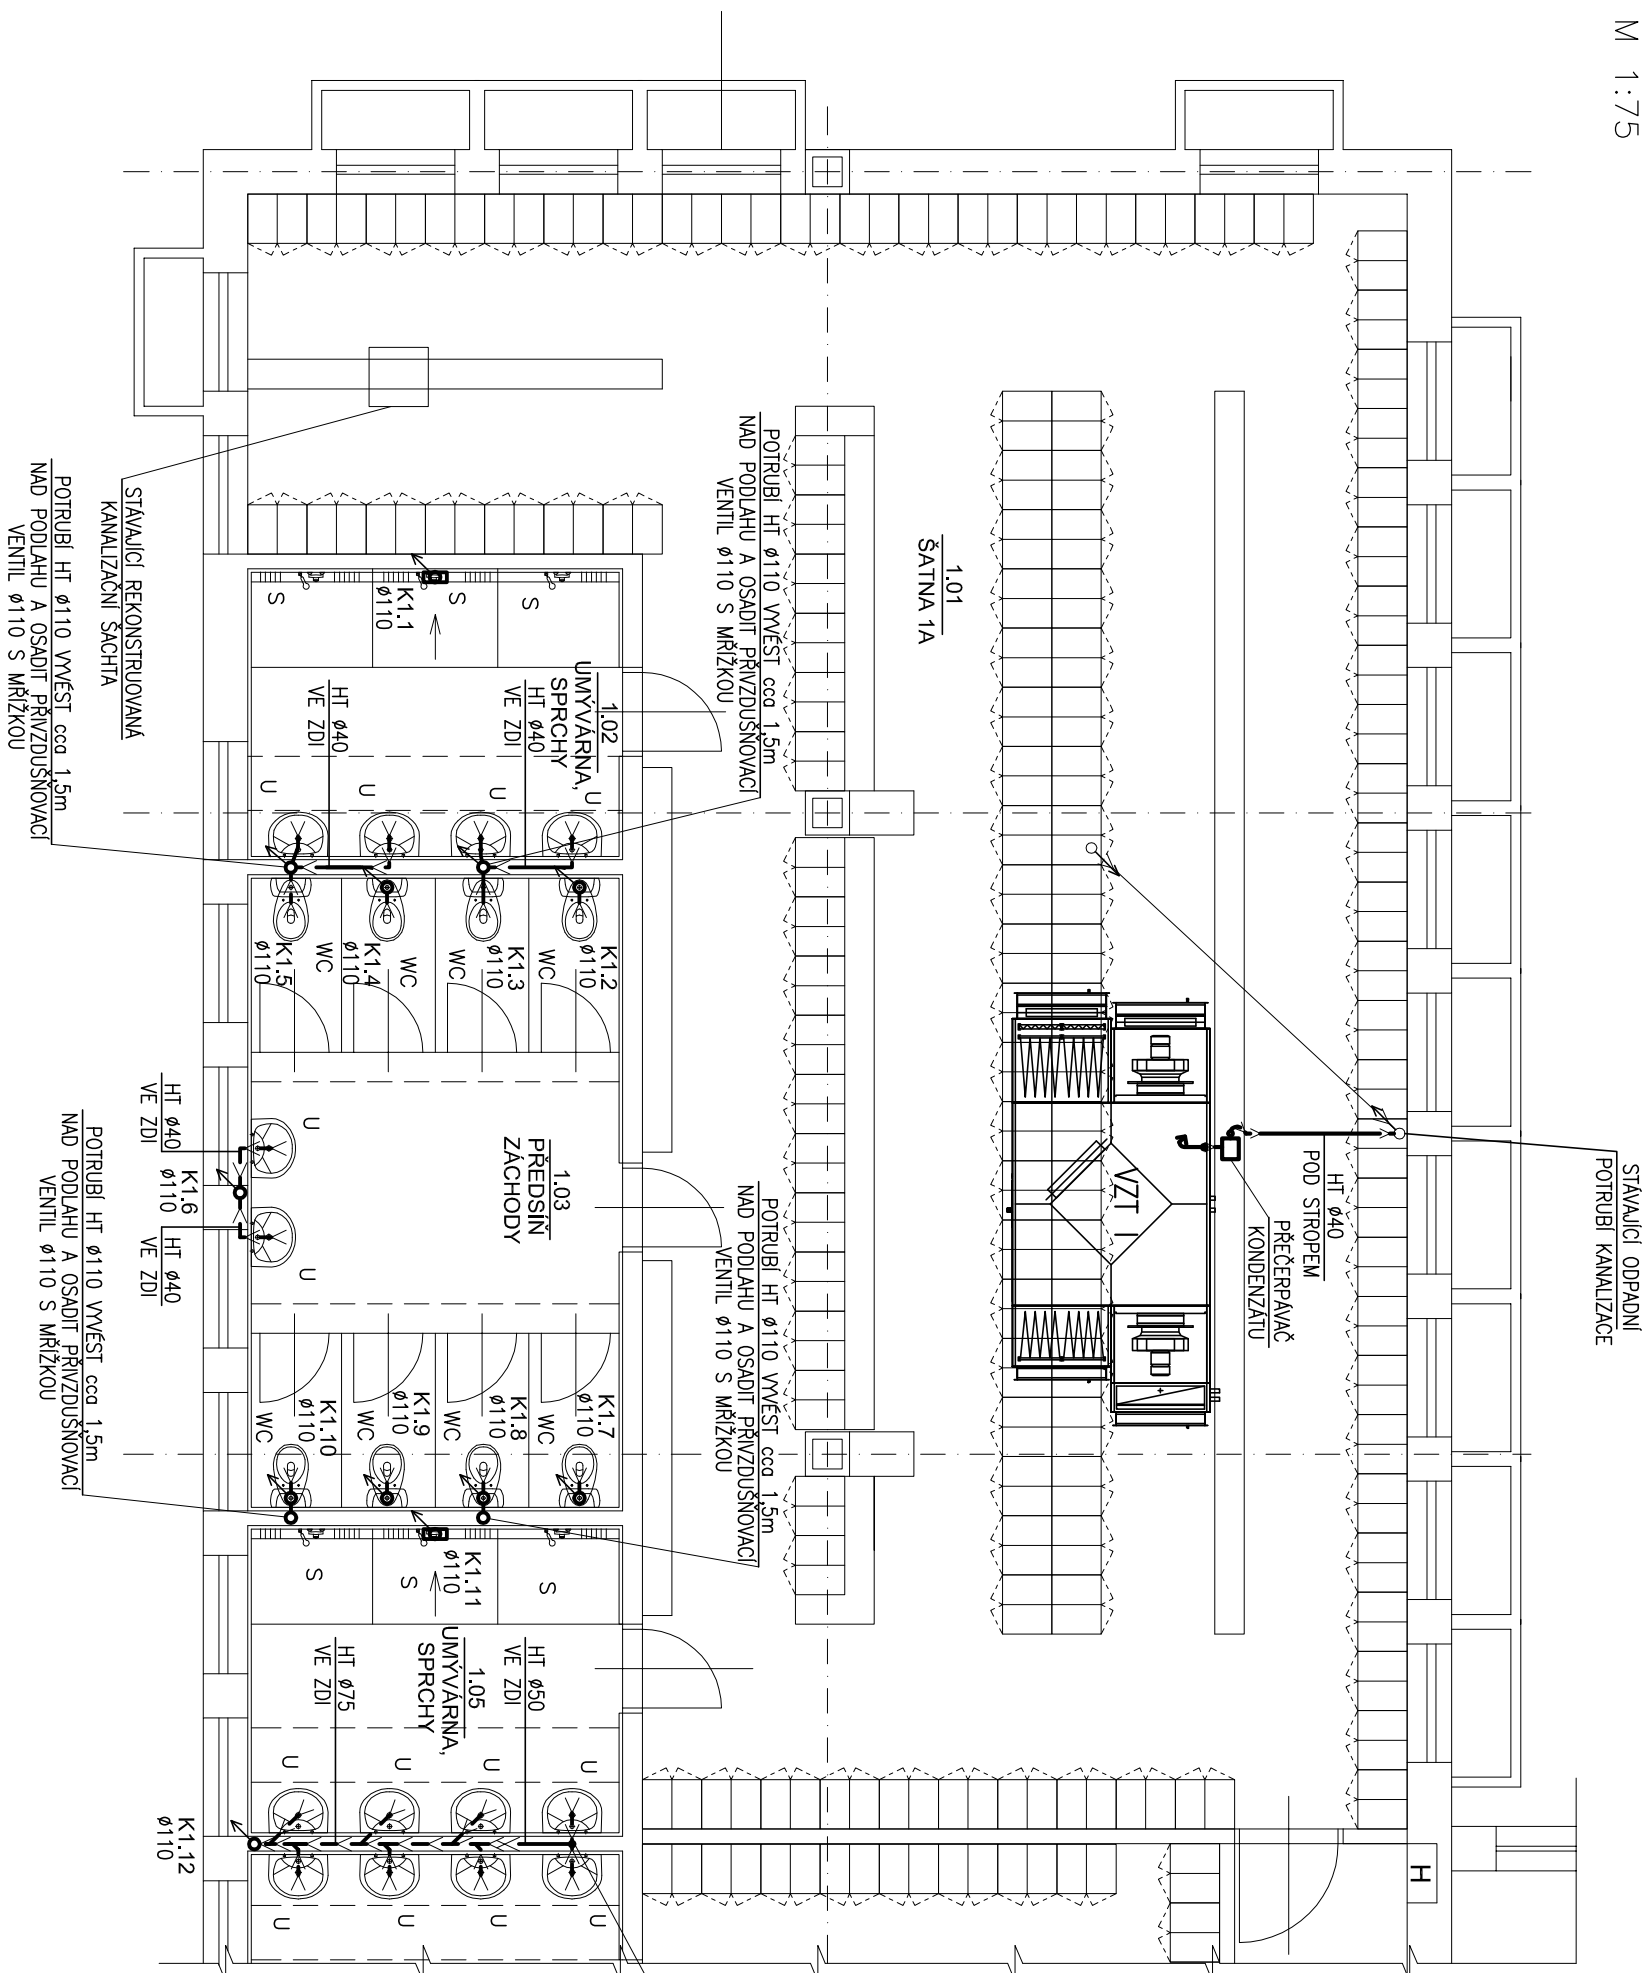 M 1:75
STÁVAJÍCÍ ODPADNÍ
POTRUBÍ KANALIZACE
HT ø40
POD STROPEM
PŘEČERPÁVAČ
KONDENZÁTU
VZT I
H
1.01
ŠATNA 1A
POTRUBÍ HT ø110 VYVÉST cca 1,5m
NAD PODLAHU A OSADIT PŘIVZDUŠŇOVACÍ
VENTIL ø110 S MŘÍŽKOU
POTRUBÍ HT ø110 VYVÉST cca 1,5m
NAD PODLAHU A OSADIT PŘIVZDUŠŇOVACÍ
VENTIL ø110 S MŘÍŽKOU
1.02
UMÝVÁRNA,
SPRCHY
HT ø40
VE ZDI
HT ø40
VE ZDI
S
S
S
K1.1
ø110
U
U
U
U
K1.2
ø110
WC
K1.3
ø110
WC
K1.4
ø110
WC
K1.5
ø110
WC
1.03
PŘEDSÍŇ
ZÁCHODY
U
U
K1.7
ø110
WC
K1.8
ø110
WC
K1.9
ø110
WC
K1.10
ø110
WC
K1.11
ø110
S
S
S
1.05
UMÝVÁRNA,
SPRCHY
HT ø50
VE ZDI
HT ø75
VE ZDI
U
U
U
U
U
U
U
U
K1.12
ø110
HT ø40
VE ZDI
K1.6
ø110
HT ø40
VE ZDI
STÁVAJÍCÍ REKONSTRUOVANÁ
KANALIZAČNÍ ŠACHTA
POTRUBÍ HT ø110 VYVÉST cca 1,5m
NAD PODLAHU A OSADIT PŘIVZDUŠŇOVACÍ
VENTIL ø110 S MŘÍŽKOU
POTRUBÍ HT ø110 VYVÉST cca 1,5m
NAD PODLAHU A OSADIT PŘIVZDUŠŇOVACÍ
VENTIL ø110 S MŘÍŽKOU